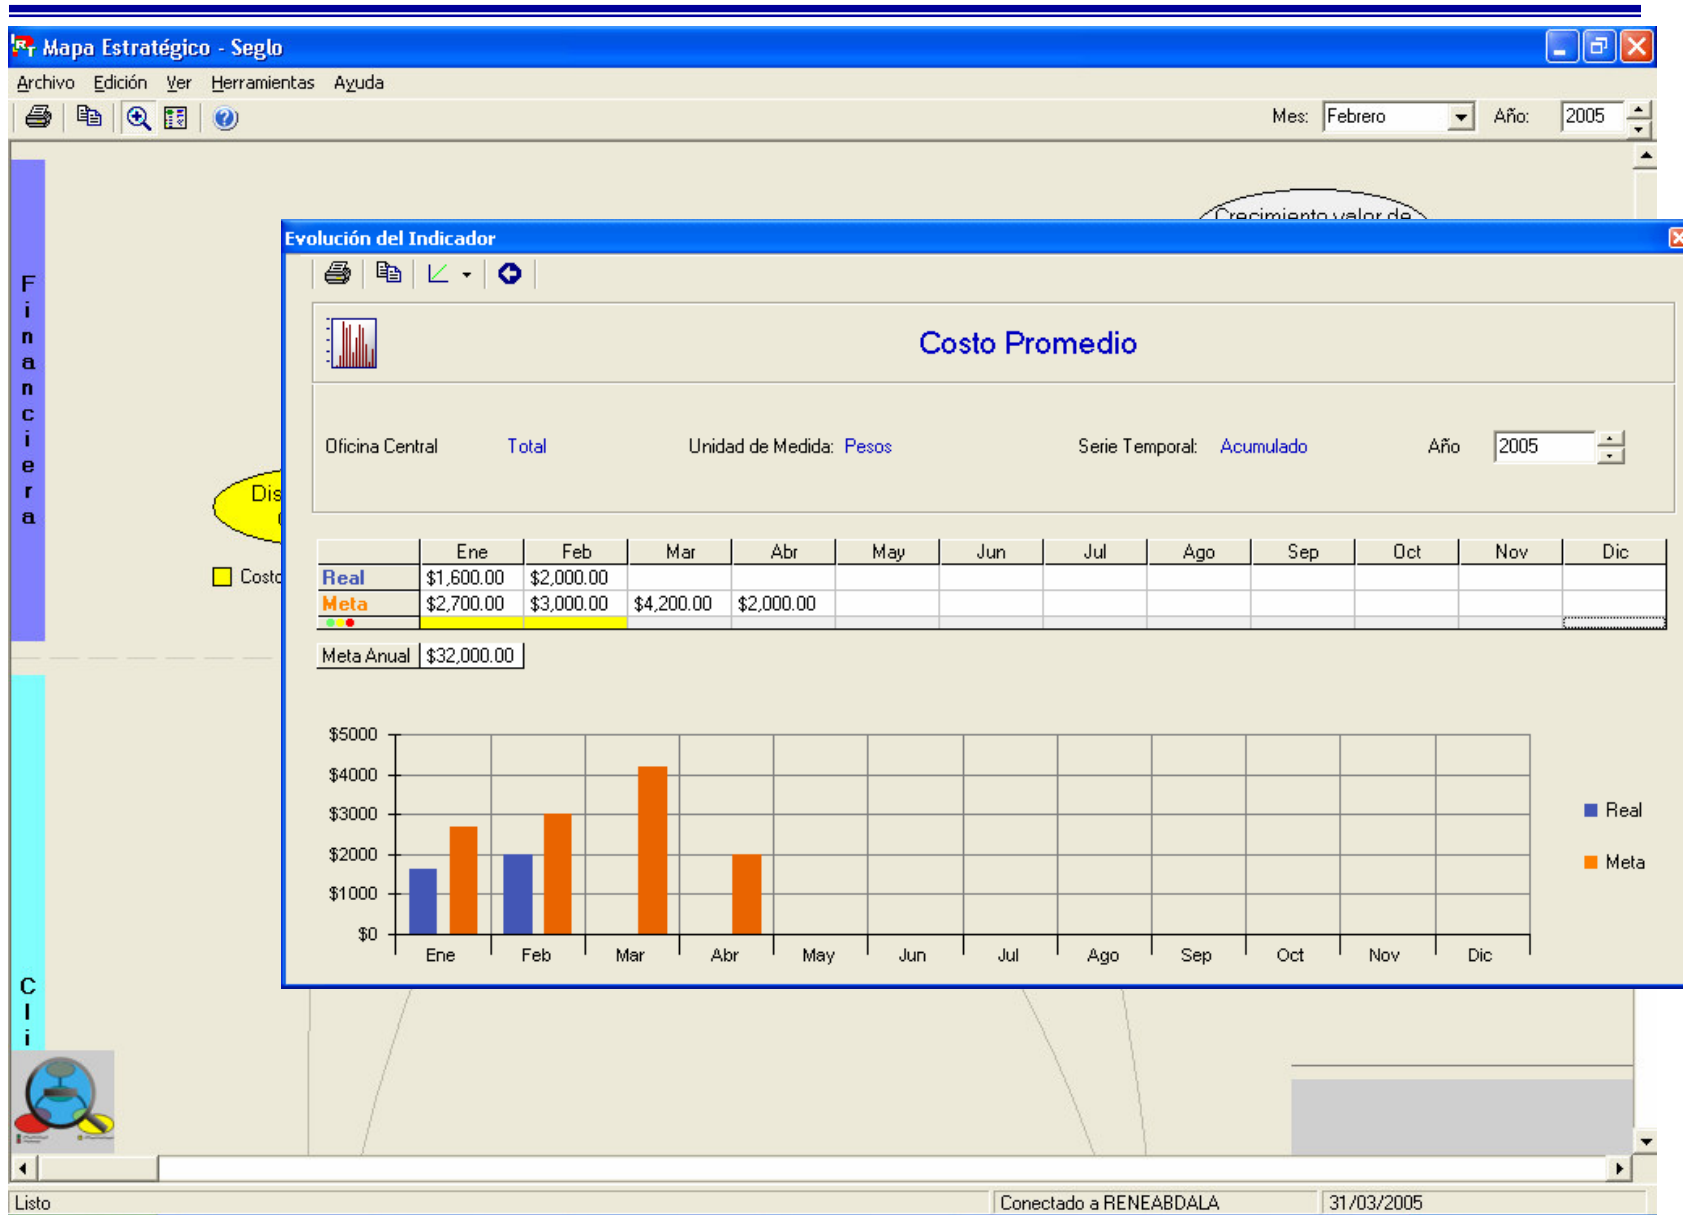 Mapa Estratégico - Seglo
Archivo Edición Ver Herramientas Ayuda
Mes: Febrero Año: 2005
Financiera
Crecimiento valor de
Evolución del Indicador
Costo Promedio
Oficina Central Total Unidad de Medida: Pesos Serie Temporal: Acumulado Año 2005
Dis
Costo
Ene Feb Mar Abr May Jun Jul Ago Sep Oct Nov Dic
Real $1,600.00 $2,000.00
Meta $2,700.00 $3,000.00 $4,200.00 $2,000.00
Meta Anual $32,000.00
$5000
$4000
$3000
$2000
$1000
$0
Ene Feb Mar Abr May Jun Jul Ago Sep Oct Nov Dic
Real
Meta
Cli
Listo Conectado a RENEABDALA 31/03/2005